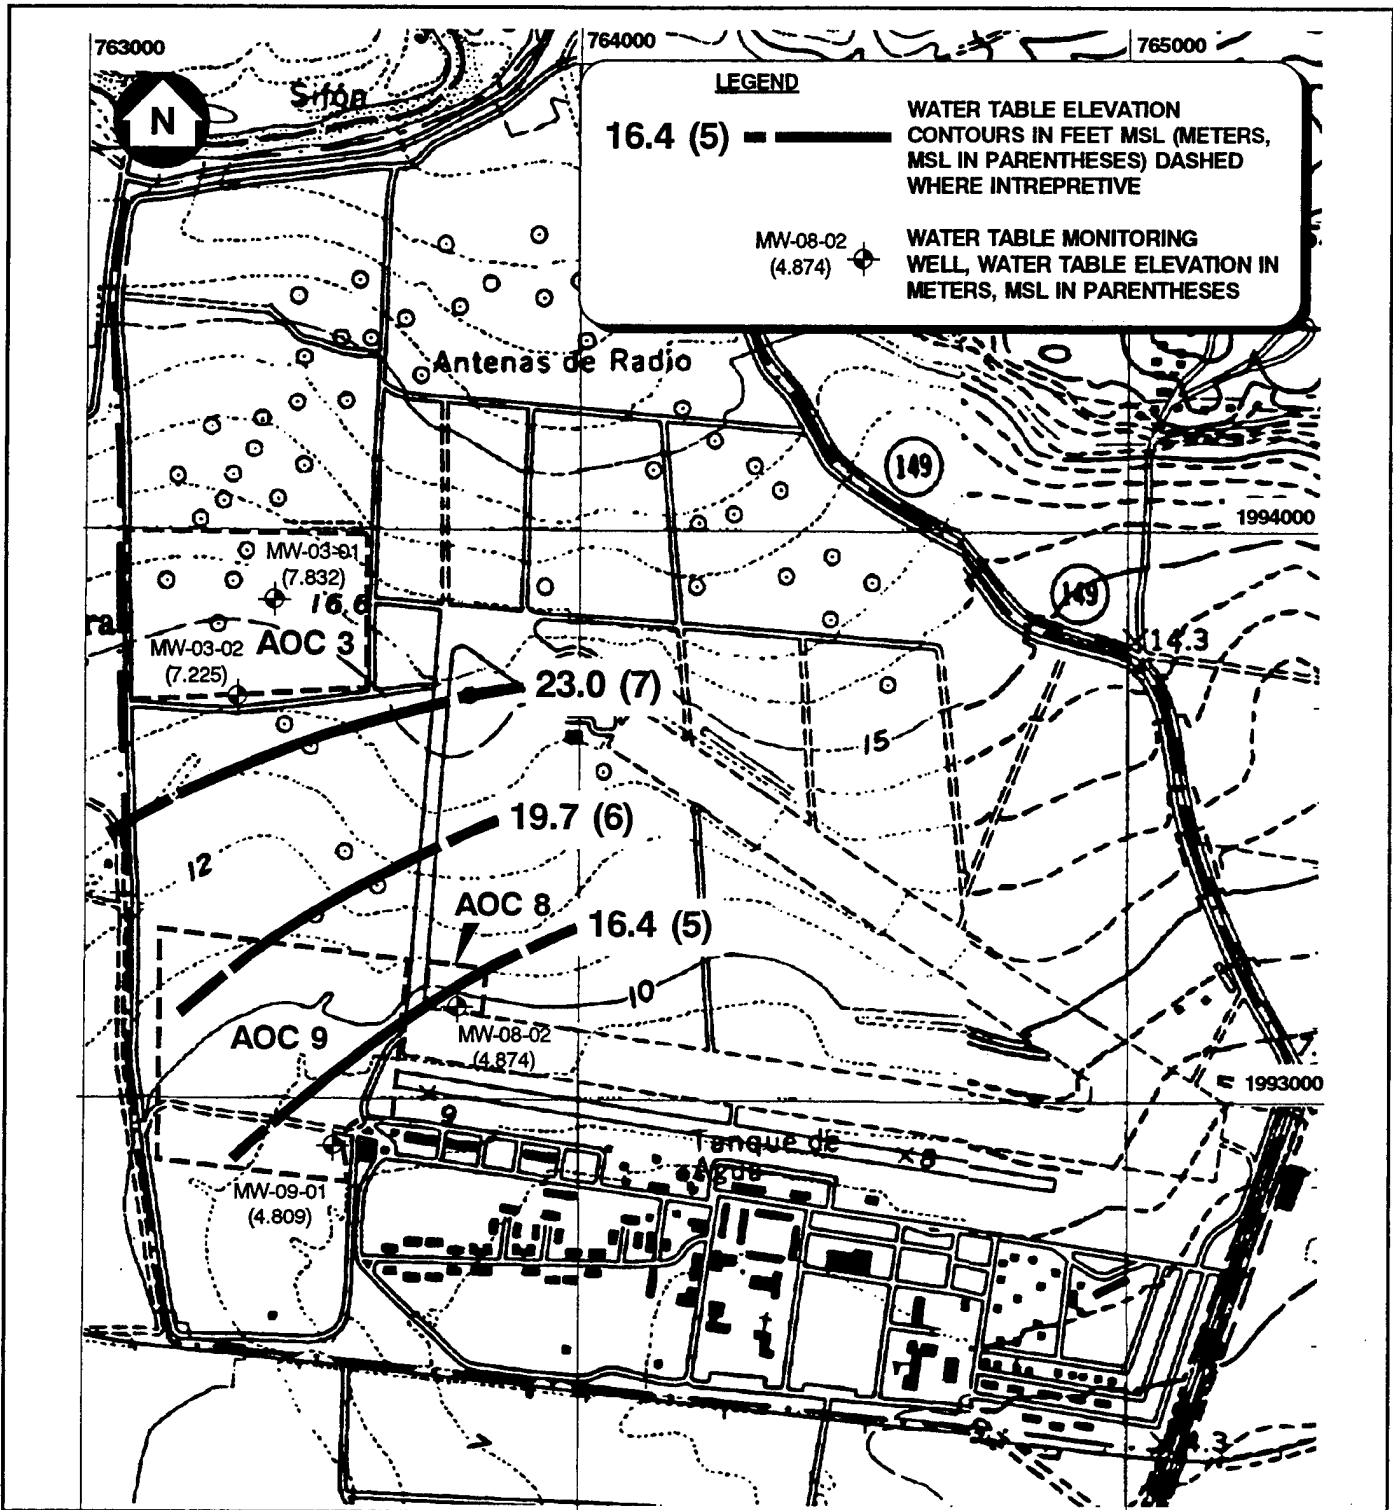 763000
764000
765000
N
Sifón
LEGEND
16.4 (5)
WATER TABLE ELEVATION
CONTOURS IN FEET MSL (METERS,
MSL IN PARENTHESES) DASHED
WHERE INTREPRETIVE
MW-08-02
(4.874)
WATER TABLE MONITORING
WELL, WATER TABLE ELEVATION IN
METERS, MSL IN PARENTHESES
Antenas de Radio
149
1994000
MW-03-01
(7.832)
16.6
149
MW-03-02
(7.225)
AOC 3
14.3
23.0 (7)
15
19.7 (6)
12
AOC 8
16.4 (5)
10
AOC 9
MW-08-02
(4.874)
1993000
9
Tanque de
Agua
8
MW-09-01
(4.809)
7